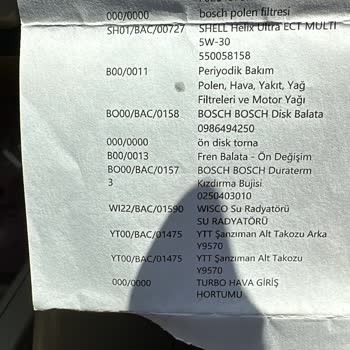 000/0000 bosch polen filtresi
SH01/BAC/00727 SHELL Helix Ultra ECT MULTI
5W-30
550058158
B00/0011 Periyodik Bakım
Polen, Hava, Yakıt, Yağ
Filtreleri ve Motor Yağı
BO00/BAC/0158 BOSCH BOSCH Disk Balata
0986494250
000/0000 ön disk torna
B00/0013 Fren Balata - Ön Değişim
BO00/BAC/0157 BOSCH BOSCH Duraterm
3 Kızdırma Bujisi
0250403010
WI22/BAC/01590 WISCO Su Radyatörü
SU RADYATÖRÜ
YT00/BAC/01475 YTT Şanzıman Alt Takozu Arka
Y9570
YT00/BAC/01475 YTT Şanzıman Alt Takozu
Y9570
000/0000 TURBO HAVA GİRİŞ
HORTUMU